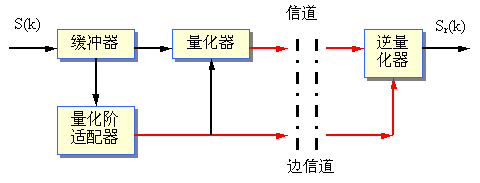 S(k)
缓冲器
量化器
信道
逆量
化器
Sr(k)
量化阶
适配器
边信道